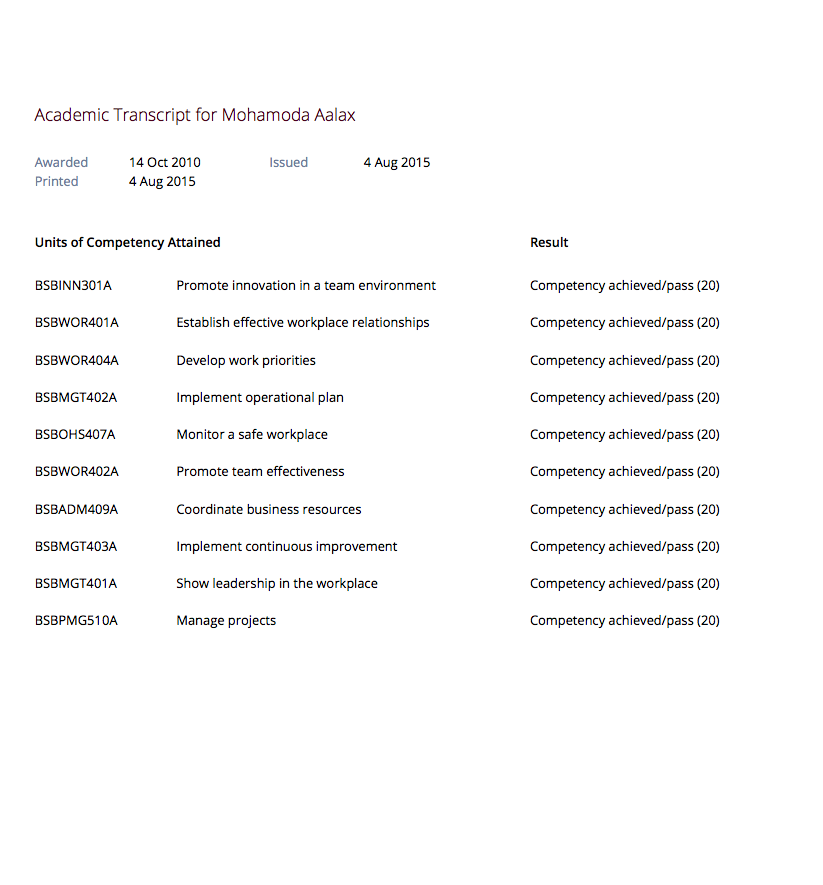 Academic Transcript for Mohamoda Aalax
Awarded 14 Oct 2010 Issued 4 Aug 2015
Printed 4 Aug 2015
Units of Competency Attained Result
BSBINN301A Promote innovation in a team environment Competency achieved/pass (20)
BSBWOR401A Establish effective workplace relationships Competency achieved/pass (20)
BSBWOR404A Develop work priorities Competency achieved/pass (20)
BSBMGT402A Implement operational plan Competency achieved/pass (20)
BSBOHS407A Monitor a safe workplace Competency achieved/pass (20)
BSBWOR402A Promote team effectiveness Competency achieved/pass (20)
BSBADM409A Coordinate business resources Competency achieved/pass (20)
BSBMGT403A Implement continuous improvement Competency achieved/pass (20)
BSBMGT401A Show leadership in the workplace Competency achieved/pass (20)
BSBPMG510A Manage projects Competency achieved/pass (20)